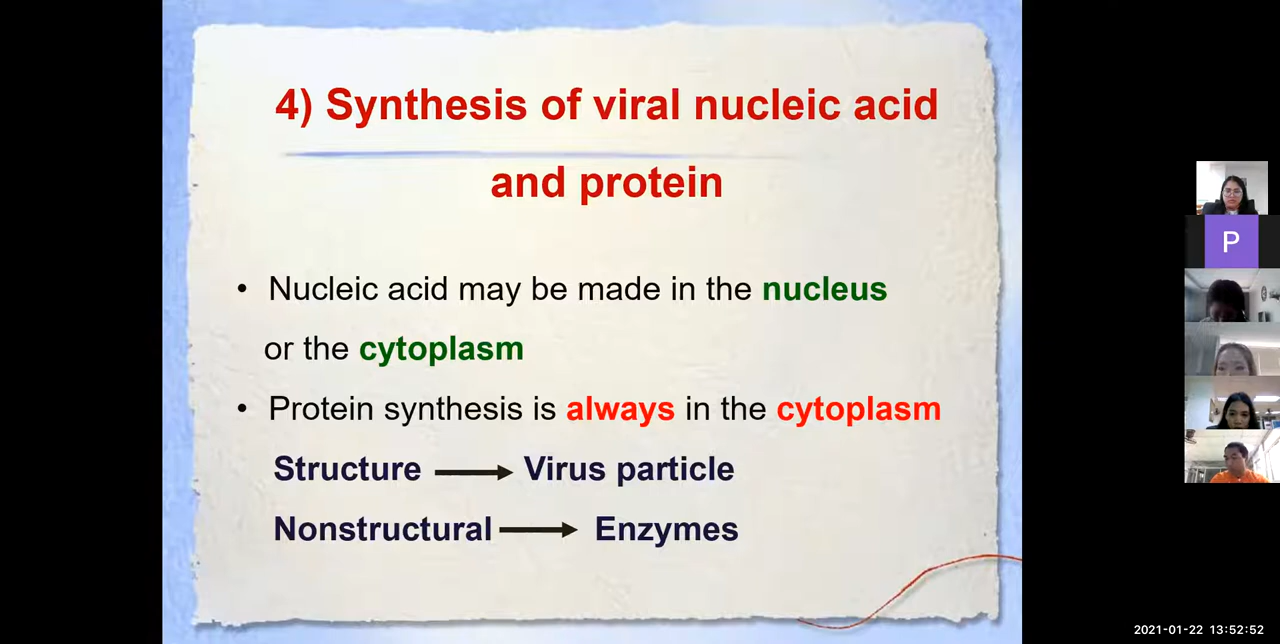 4) Synthesis of viral nucleic acid
and protein
• Nucleic acid may be made in the nucleus
or the cytoplasm
• Protein synthesis is always in the cytoplasm
Structure → Virus particle
Nonstructural → Enzymes
P
2021-01-22 13:52:52